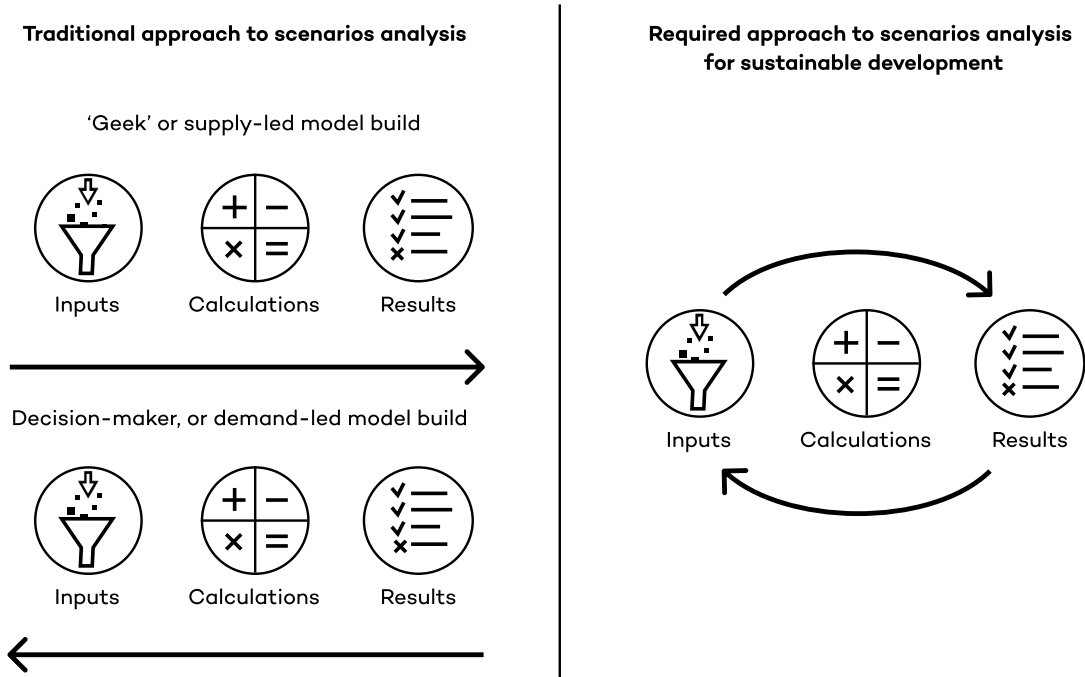 Traditional approach to scenarios analysis
‘Geek’ or supply-led model build
Inputs
Calculations
Results
Decision-maker, or demand-led model build
Inputs
Calculations
Results
Required approach to scenarios analysis
for sustainable development
Inputs
Calculations
Results